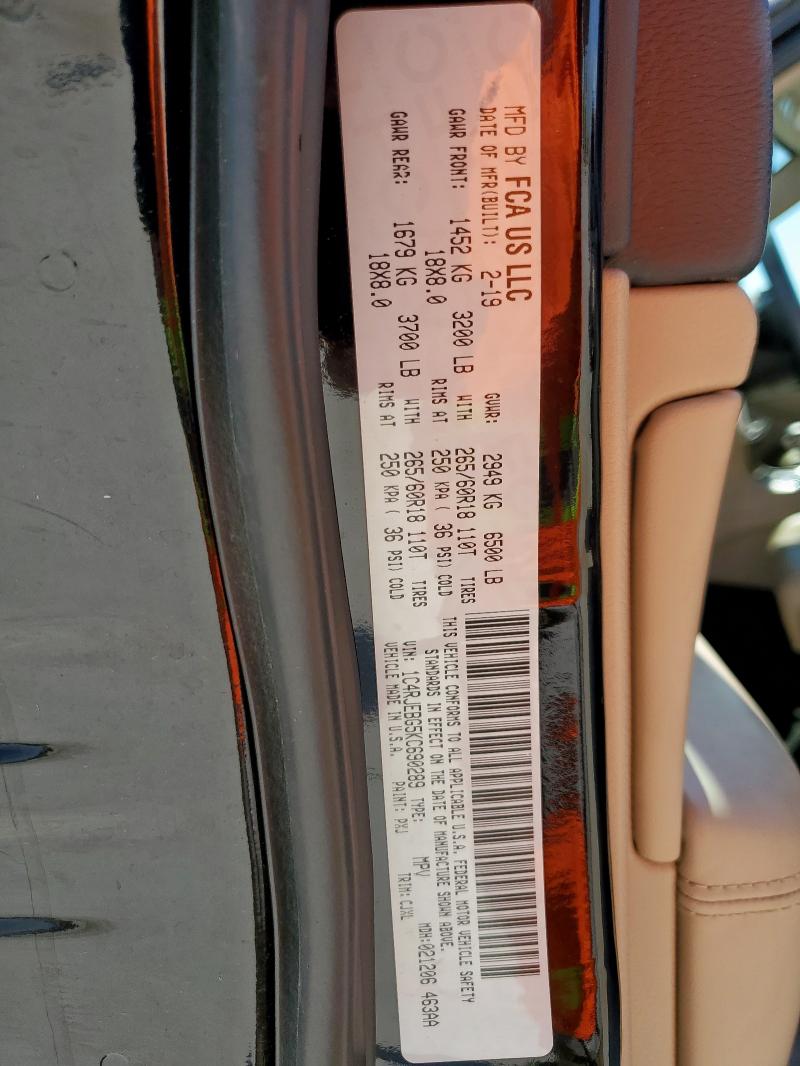 MFD BY FCA US LLC
DATE OF MFR(BUILT): 2-19 GVWR: 2949 KG 6500 LB
GAWR FRONT: 1452 KG 3200 LB WITH 265/60R18 110T TIRES
18X8.0 RIMS AT 250 KPA ( 36 PSI) COLD
GAWR REAR: 1679 KG 3700 LB WITH 265/60R18 110T TIRES
18X8.0 RIMS AT 250 KPA ( 36 PSI) COLD
THIS VEHICLE CONFORMS TO ALL APPLICABLE U.S.A. FEDERAL MOTOR VEHICLE SAFETY
STANDARDS IN EFFECT ON THE DATE OF MANUFACTURE SHOWN ABOVE.
VIN: 1C4RJEBG5KC690289 TYPE: MPV MDH:021206 463AA
VEHICLE MADE IN U.S.A. PAINT: PXJ TRIM: CJXL